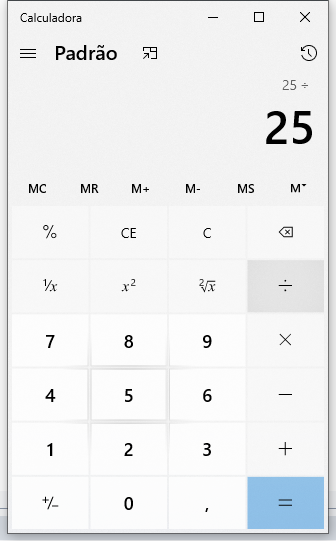 Calculadora
Padrão
25 ÷
25
MC MR M+ M- MS M˅
% CE C
¹/x x² ²√x ÷
7 8 9 ×
4 5 6 −
1 2 3 +
+/− 0 , =